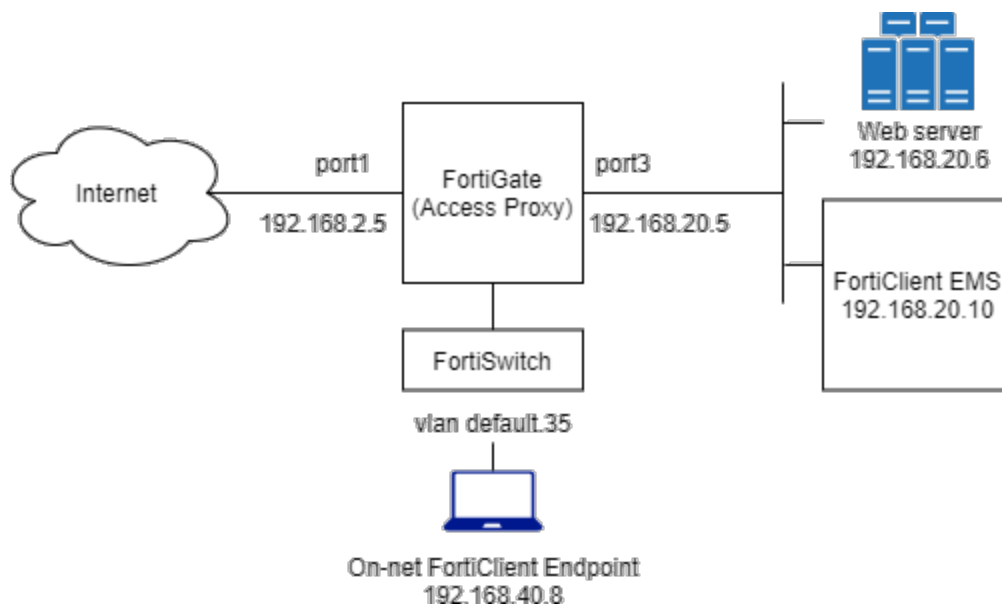 Web server
192.168.20.6
port1
port3
Internet
FortiGate
(Access Proxy)
192.168.2.5
192.168.20.5
FortiClient EMS
192.168.20.10
FortiSwitch
vlan default.35
On-net FortiClient Endpoint
192.168.40.8